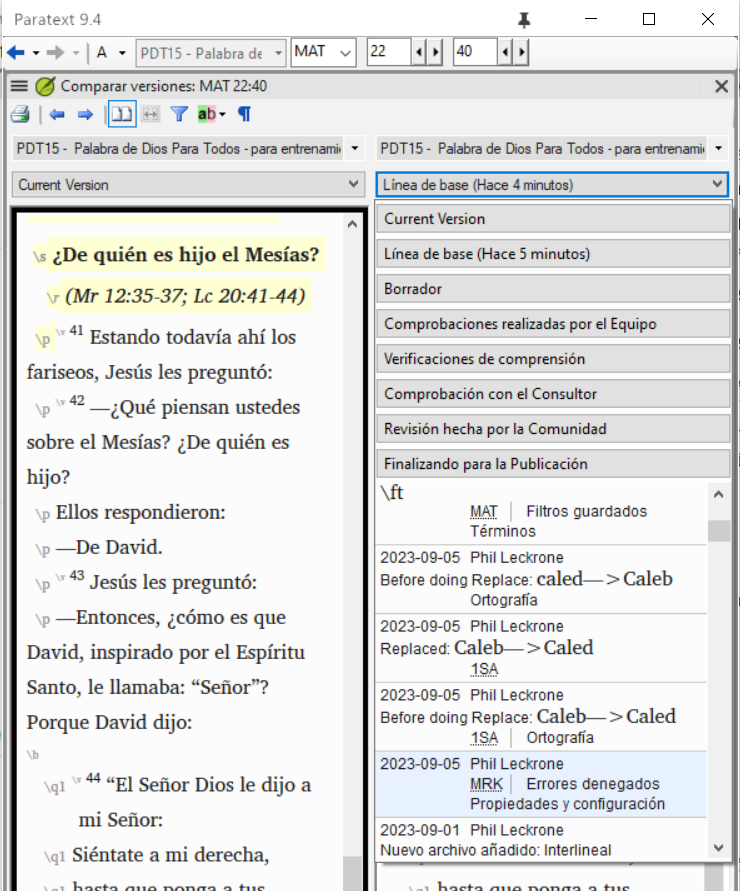 Paratext 9.4
A
PDT15 - Palabra de
MAT
22
40
Comparar versiones: MAT 22:40
ab
PDT15 - Palabra de Dios Para Todos - para entrenami
PDT15 - Palabra de Dios Para Todos - para entrenami
Current Version
Línea de base (Hace 4 minutos)
\s ¿De quién es hijo el Mesías?
\r (Mr 12:35-37; Lc 20:41-44)
\p \v 41 Estando todavía ahí los
fariseos, Jesús les preguntó:
\p \v 42 —¿Qué piensan ustedes
sobre el Mesías? ¿De quién es
hijo?
\p Ellos respondieron:
\p —De David.
\p \v 43 Jesús les preguntó:
\p —Entonces, ¿cómo es que
David, inspirado por el Espíritu
Santo, le llamaba: “Señor”?
Porque David dijo:
\b
\q1 \v 44 “El Señor Dios le dijo a
mi Señor:
\q1 Siéntate a mi derecha,
\q1 hasta que ponga a tus
Current Version
Línea de base (Hace 5 minutos)
Borrador
Comprobaciones realizadas por el Equipo
Verificaciones de comprensión
Comprobación con el Consultor
Revisión hecha por la Comunidad
Finalizando para la Publicación
\ft
MAT | Filtros guardados
Términos
2023-09-05 Phil Leckrone
Before doing Replace: caled—>Caleb
Ortografía
2023-09-05 Phil Leckrone
Replaced: Caleb—>Caled
1SA
2023-09-05 Phil Leckrone
Before doing Replace: Caleb—>Caled
1SA | Ortografía
2023-09-05 Phil Leckrone
MRK | Errores denegados
Propiedades y configuración
2023-09-01 Phil Leckrone
Nuevo archivo añadido: Interlineal
\q1 hasta que ponga a tus